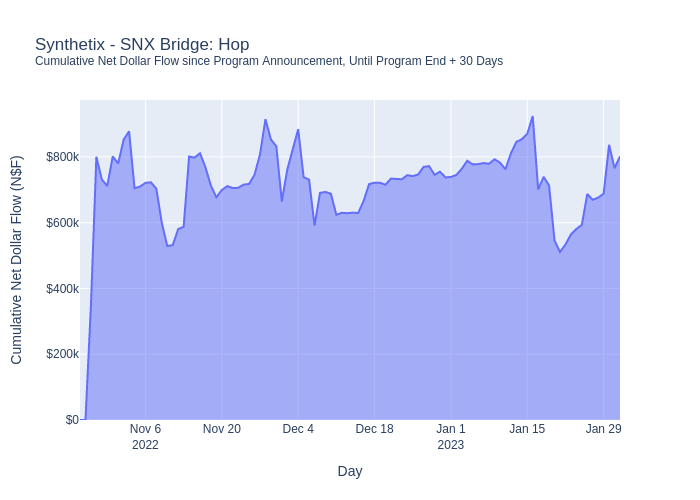 Synthetix - SNX Bridge: Hop
Cumulative Net Dollar Flow since Program Announcement, Until Program End + 30 Days
Cumulative Net Dollar Flow (N$F)
$800k
$600k
$400k
$200k
$0
Nov 6
2022
Nov 20
Dec 4
Dec 18
Jan 1
2023
Jan 15
Jan 29
Day